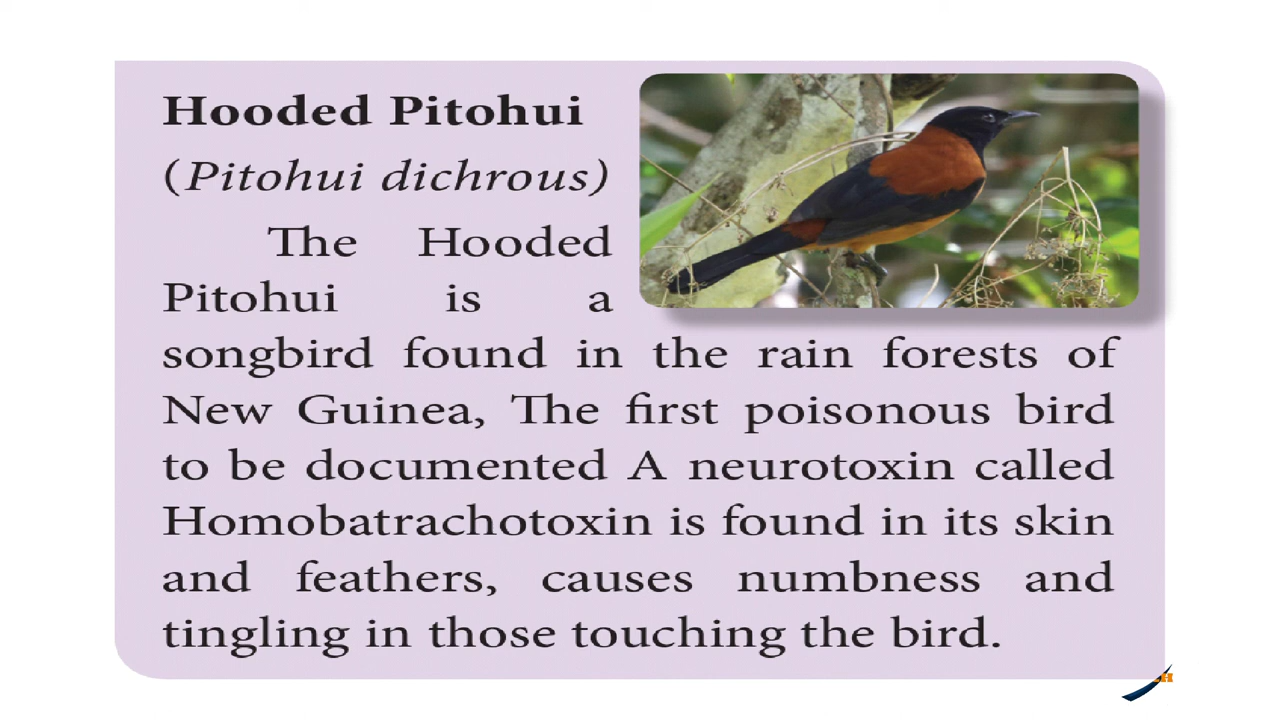 Hooded Pitohui
(Pitohui dichrous)
The Hooded
Pitohui is a
songbird found in the rain forests of
New Guinea, The first poisonous bird
to be documented A neurotoxin called
Homobatrachotoxin is found in its skin
and feathers, causes numbness and
tingling in those touching the bird.